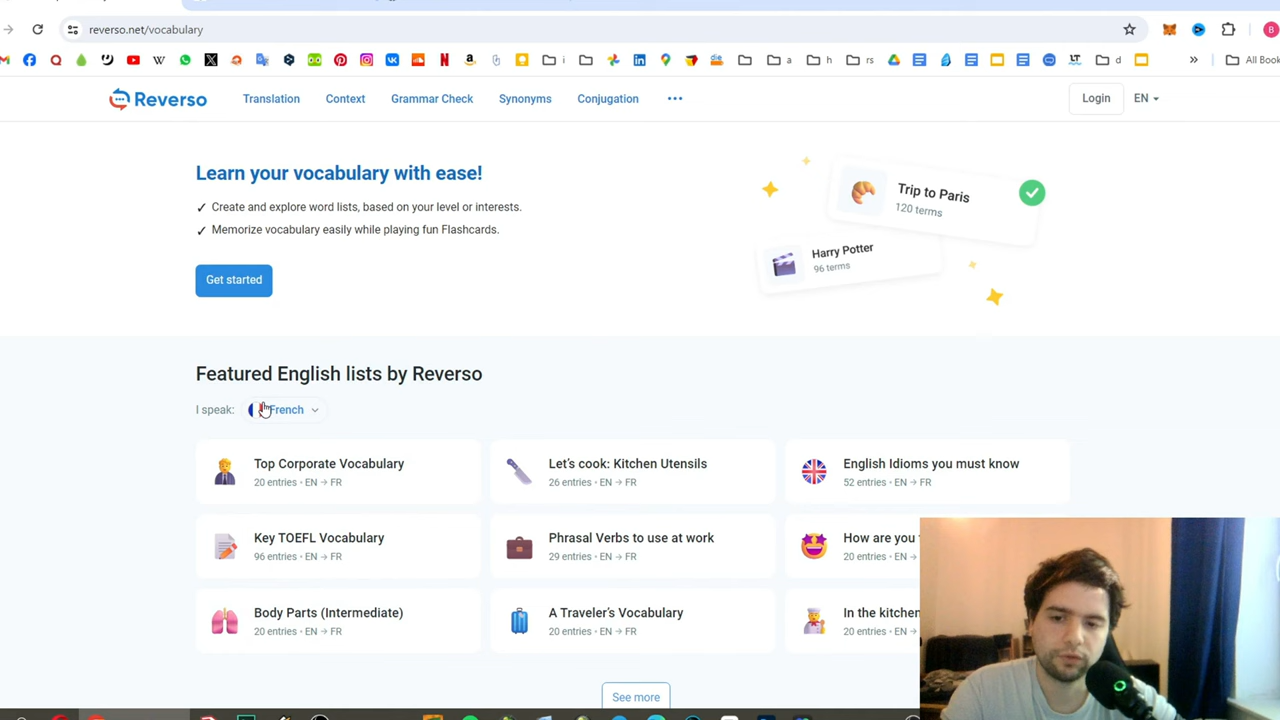 reverso.net/vocabulary
All Book
Reverso
Translation
Context
Grammar Check
Synonyms
Conjugation
Login
EN
Learn your vocabulary with ease!
✓ Create and explore word lists, based on your level or interests.
✓ Memorize vocabulary easily while playing fun Flashcards.
Get started
Trip to Paris
120 terms
Harry Potter
96 terms
Featured English lists by Reverso
I speak: French
Top Corporate Vocabulary
20 entries • EN → FR
Let's cook: Kitchen Utensils
26 entries • EN → FR
English Idioms you must know
52 entries • EN → FR
Key TOEFL Vocabulary
96 entries • EN → FR
Phrasal Verbs to use at work
29 entries • EN → FR
How are you
20 entries • EN → FR
Body Parts (Intermediate)
20 entries • EN → FR
A Traveler's Vocabulary
20 entries • EN → FR
In the kitchen
20 entries • EN →
See more